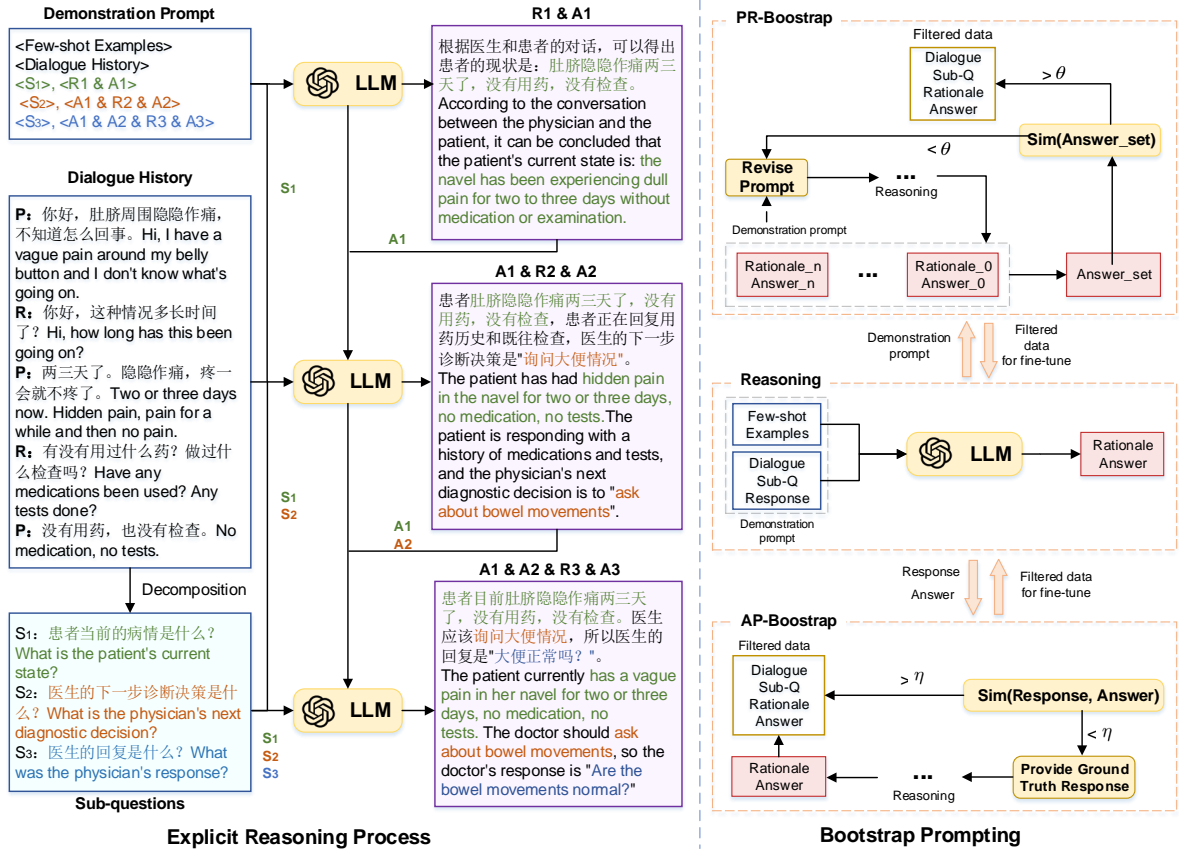 Demonstration Prompt
<Few-shot Examples>
<Dialogue History>
<S1>, <R1 & A1>
<S2>, <A1 & R2 & A2>
<S3>, <A1 & A2 & R3 & A3>
Dialogue History
P：你好，肚脐周围隐隐作痛，
不知道怎么回事。Hi, I have a
vague pain around my belly
button and I don't know what's
going on.
R：你好，这种情况多长时间
了？Hi, how long has this been
going on?
P：两三天了。隐隐作痛，疼一
会就不疼了。Two or three days
now. Hidden pain, pain for a
while and then no pain.
R：有没有用过什么药？做过什
么检查吗？Have any
medications been used? Any
tests done?
P：没有用药，也没有检查。No
medication, no tests.
Decomposition
S1：患者当前的病情是什么？
What is the patient's current
state?
S2：医生的下一步诊断决策是什
么？What is the physician's next
diagnostic decision?
S3：医生的回复是什么？What
was the physician's response?
Sub-questions
S1
S1
S2
S1
S2
S3
LLM
LLM
LLM
A1
A1
A2
R1 & A1
根据医生和患者的对话，可以得出
患者的现状是：肚脐隐隐作痛两三
天了，没有用药，没有检查。
According to the conversation
between the physician and the
patient, it can be concluded that
the patient's current state is: the
navel has been experiencing dull
pain for two to three days without
medication or examination.
A1 & R2 & A2
患者肚脐隐隐作痛两三天了，没有
用药，没有检查，患者正在回复用
药历史和既往检查，医生的下一步
诊断决策是"询问大便情况"。
The patient has had hidden pain
in the navel for two or three days,
no medication, no tests.The
patient is responding with a
history of medications and tests,
and the physician's next
diagnostic decision is to "ask
about bowel movements".
A1 & A2 & R3 & A3
患者目前肚脐隐隐作痛两三天
了，没有用药，没有检查。医生
应该询问大便情况，所以医生的
回复是"大便正常吗？"。
The patient currently has a vague
pain in her navel for two or three
days, no medication, no
tests. The doctor should ask
about bowel movements, so the
doctor's response is "Are the
bowel movements normal?"
Explicit Reasoning Process
PR-Boostrap
Filtered data
Dialogue
Sub-Q
Rationale
Answer
> θ
Sim(Answer_set)
< θ
Revise
Prompt
...
Reasoning
Demonstration prompt
Rationale_n
Answer_n
...
Rationale_0
Answer_0
Answer_set
Demonstration
prompt
Filtered
data
for fine-tune
Reasoning
Few-shot
Examples
Dialogue
Sub-Q
Response
Demonstration
prompt
LLM
Rationale
Answer
Response
Answer
Filtered data
for fine-tune
AP-Boostrap
Filtered data
Dialogue
Sub-Q
Rationale
Answer
> η
Sim(Response, Answer)
< η
Rationale
Answer
...
Reasoning
Provide Ground
Truth Response
Bootstrap Prompting